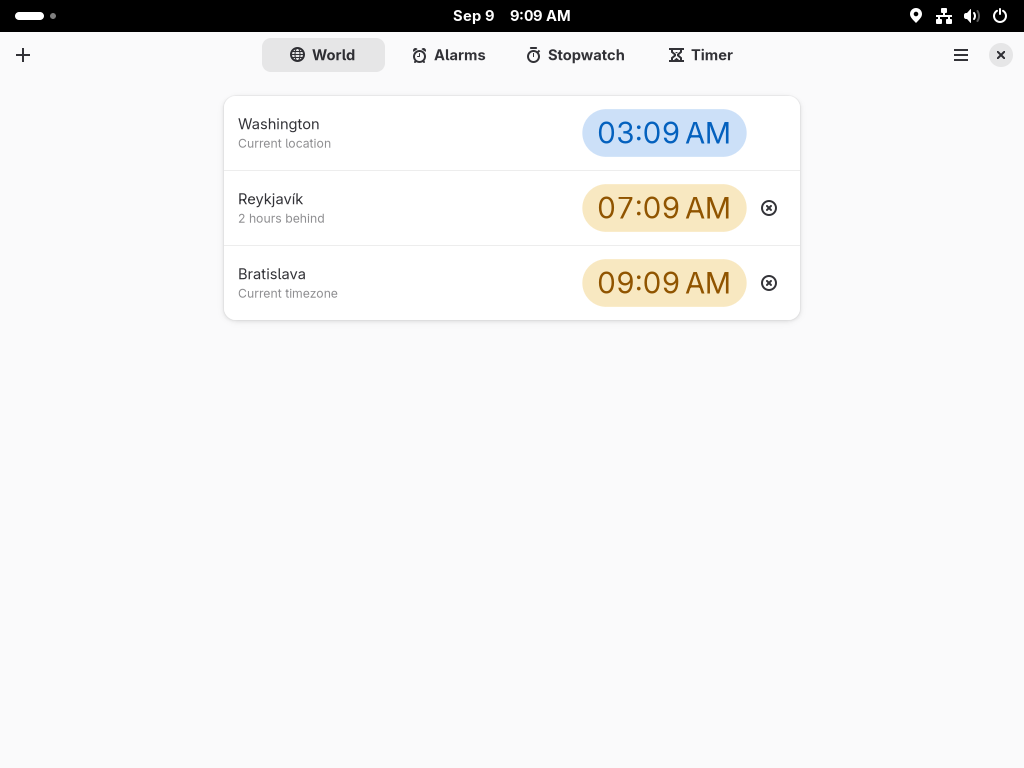 Sep 9 9:09 AM
World
Alarms
Stopwatch
Timer
Washington
Current location
03:09 AM
Reykjavík
2 hours behind
07:09 AM
Bratislava
Current timezone
09:09 AM